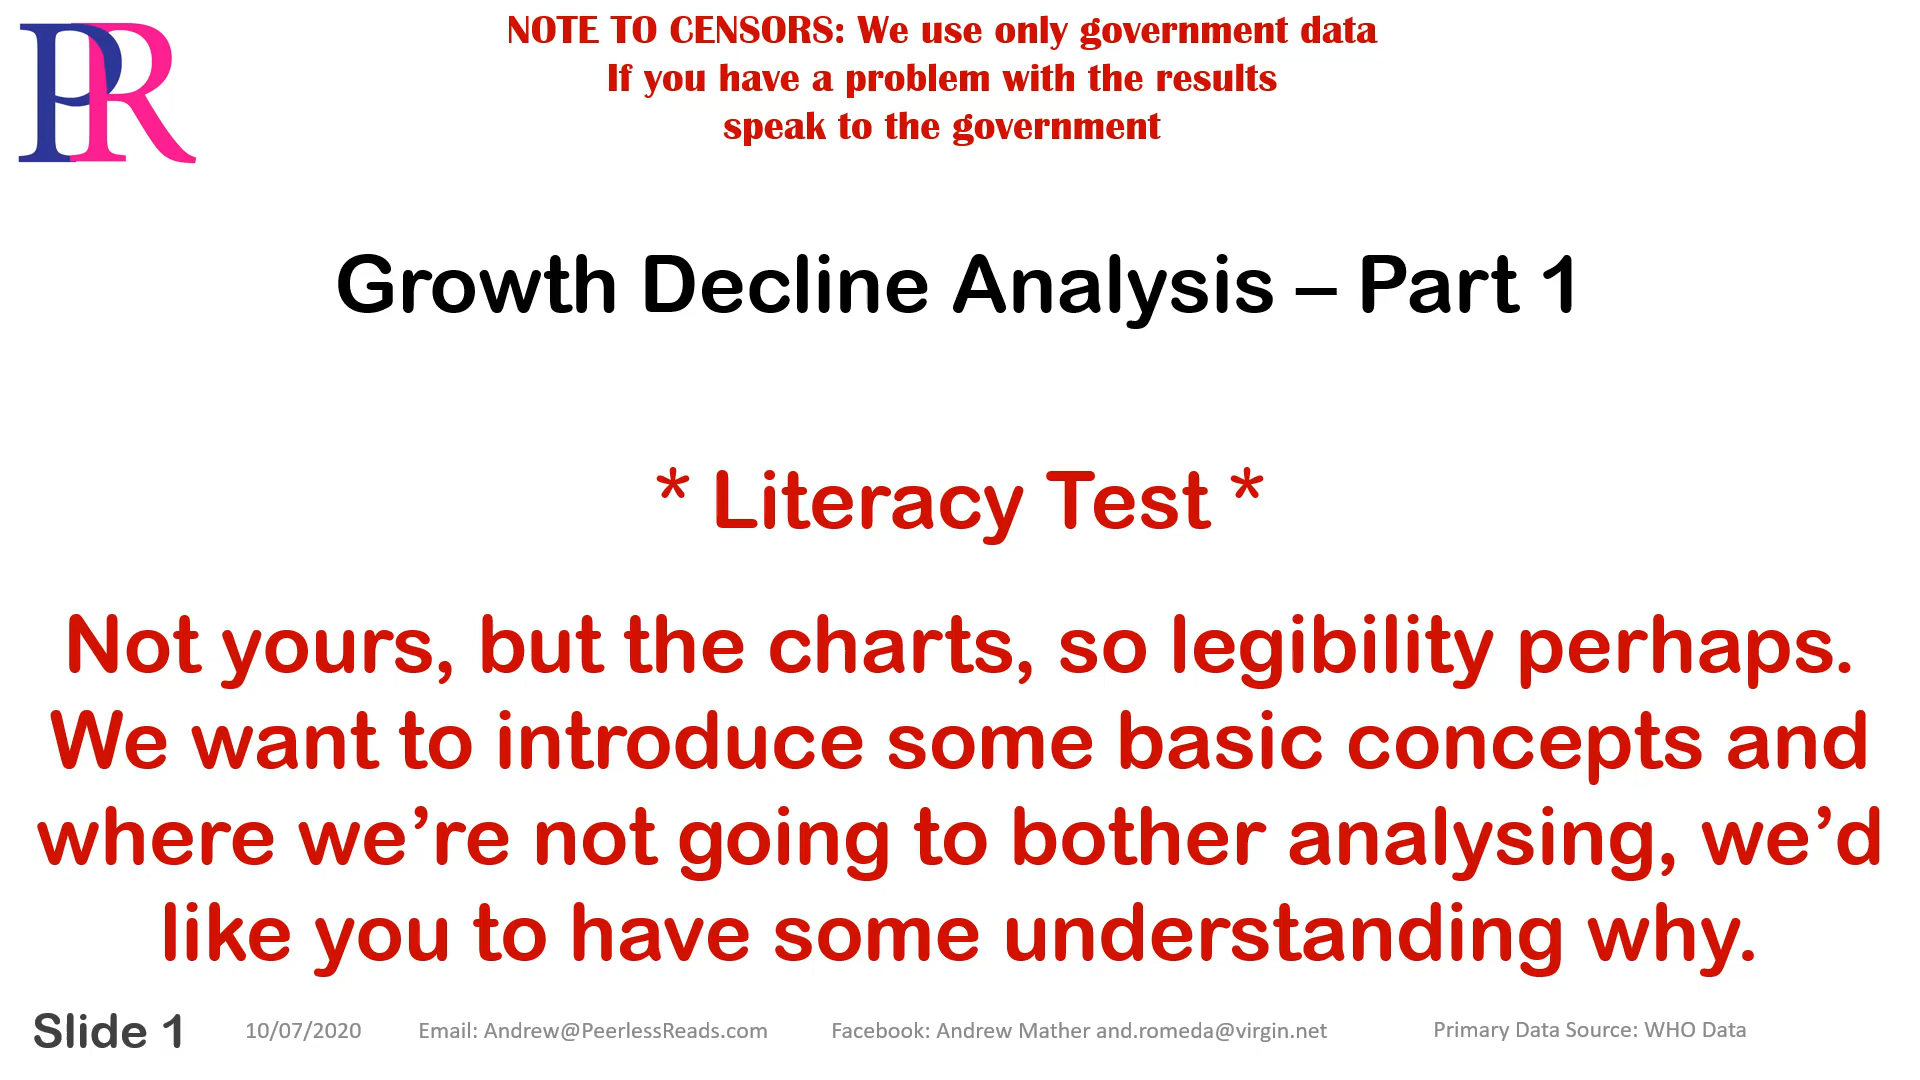 PR
NOTE TO CENSORS: We use only government data
If you have a problem with the results
speak to the government
Growth Decline Analysis – Part 1
* Literacy Test *
Not yours, but the charts, so legibility perhaps.
We want to introduce some basic concepts and
where we’re not going to bother analysing, we’d
like you to have some understanding why.
Slide 1 10/07/2020 Email: Andrew@PeerlessReads.com Facebook: Andrew Mather and.romeda@virgin.net Primary Data Source: WHO Data